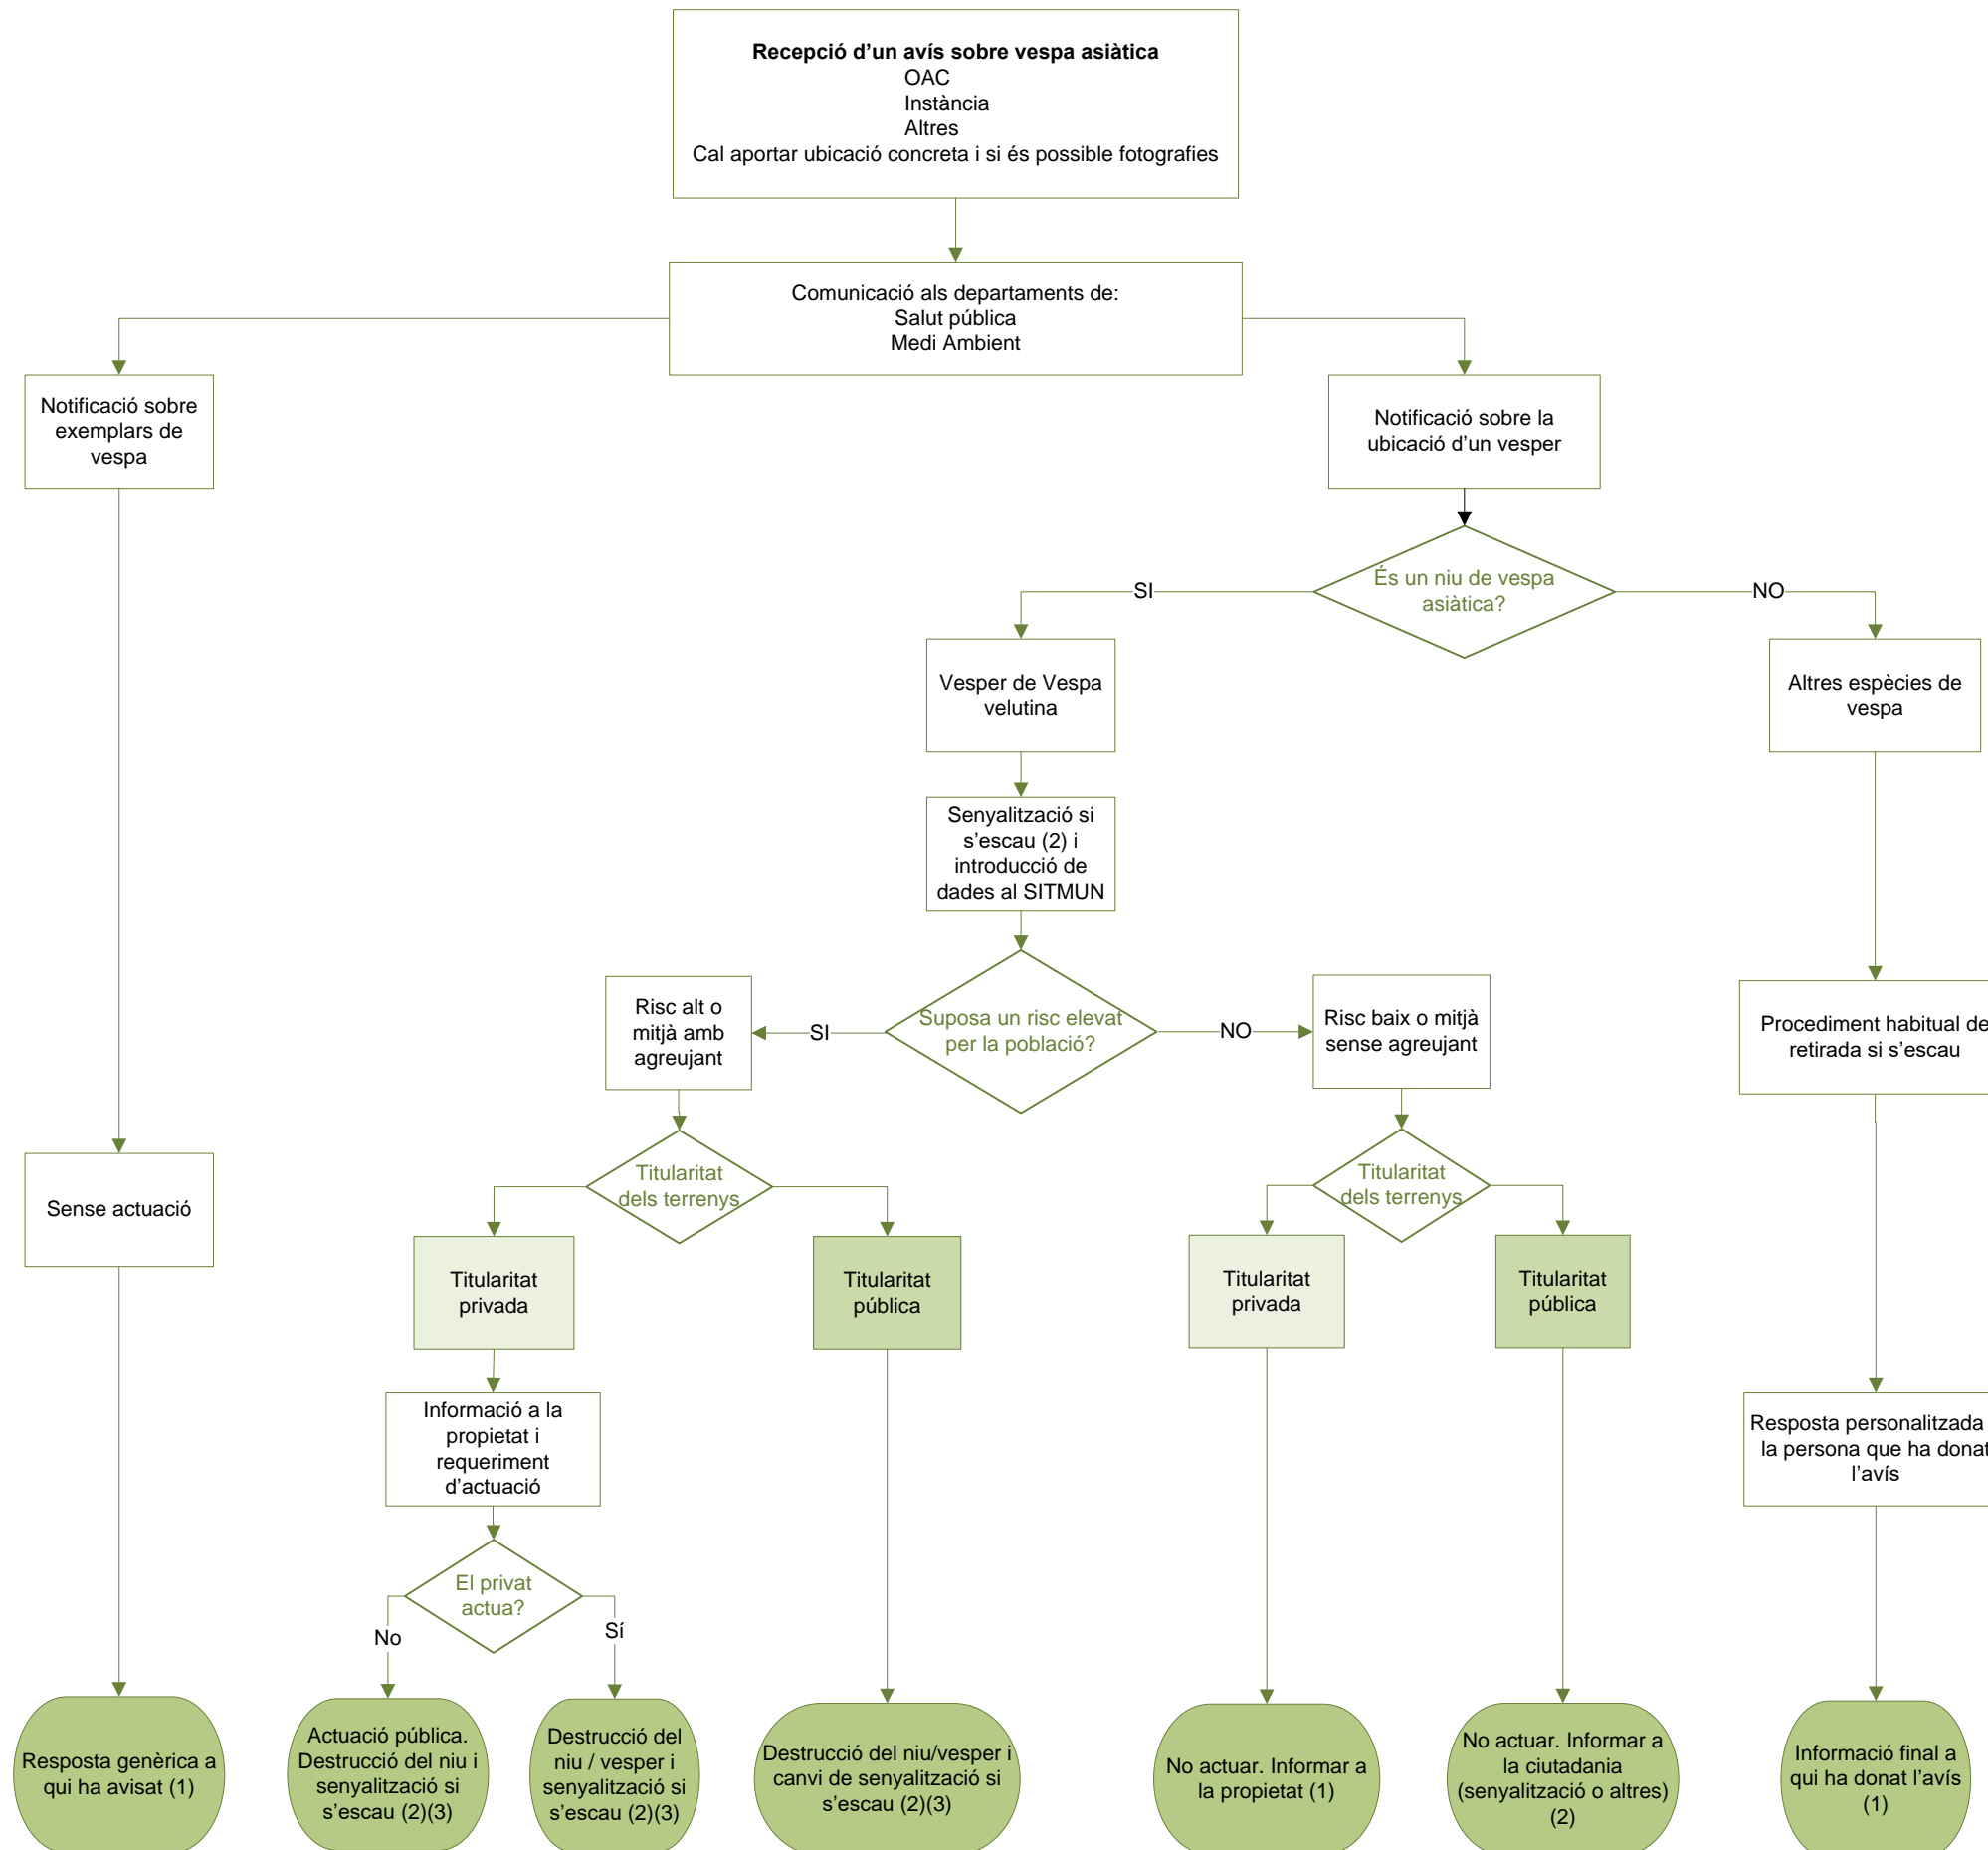 Recepció d’un avís sobre vespa asiàtica
OAC
Instància
Altres
Cal aportar ubicació concreta i si és possible fotografies
Comunicació als departaments de:
Salut pública
Medi Ambient
Notificació sobre
exemplars de
vespa
Notificació sobre la
ubicació d’un vesper
És un niu de vespa
asiàtica?
SI
NO
Vesper de Vespa
velutina
Altres espècies de
vespa
Senyalització si
s’escau (2) i
introducció de
dades al SITMUN
Suposa un risc elevat
per la població?
SI
NO
Risc alt o
mitjà amb
agreujant
Risc baix o mitjà
sense agreujant
Procediment habitual de
retirada si s’escau
Titularitat
dels terrenys
Titularitat
dels terrenys
Sense actuació
Titularitat
privada
Titularitat
pública
Titularitat
privada
Titularitat
pública
Informació a la
propietat i
requeriment
d’actuació
Resposta personalitzada
la persona que ha donat
l’avís
El privat
actua?
No
Sí
Resposta genèrica a
qui ha avisat (1)
Actuació pública.
Destrucció del niu i
senyalització si
s’escau (2)(3)
Destrucció del
niu / vesper i
senyalització si
s’escau (2)(3)
Destrucció del niu/vesper i
canvi de senyalització si
s’escau (2)(3)
No actuar. Informar a
la propietat (1)
No actuar. Informar a
la ciutadania
(senyalització o altres)
(2)
Informació final a
qui ha donat l’avís
(1)